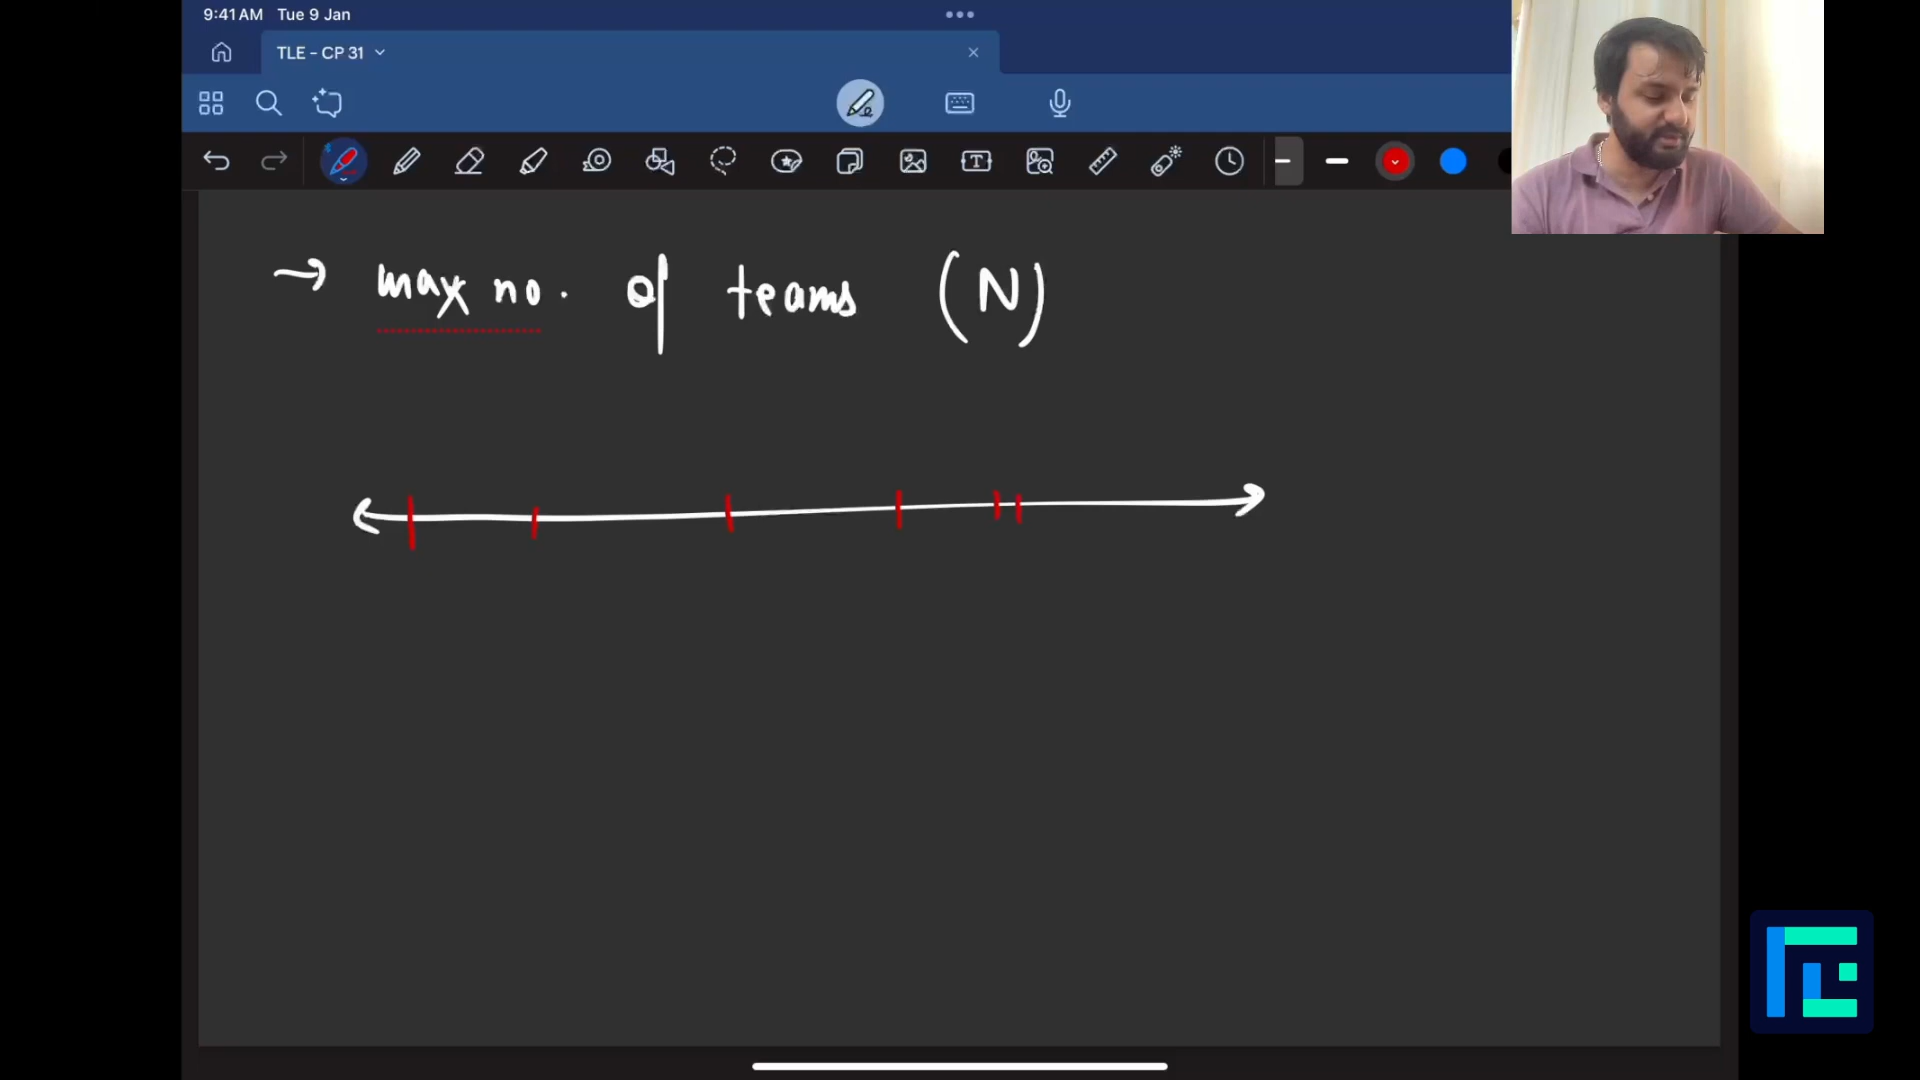 9:41 AM Tue 9 Jan
TLE - CP 31
→ max no. of teams (N)